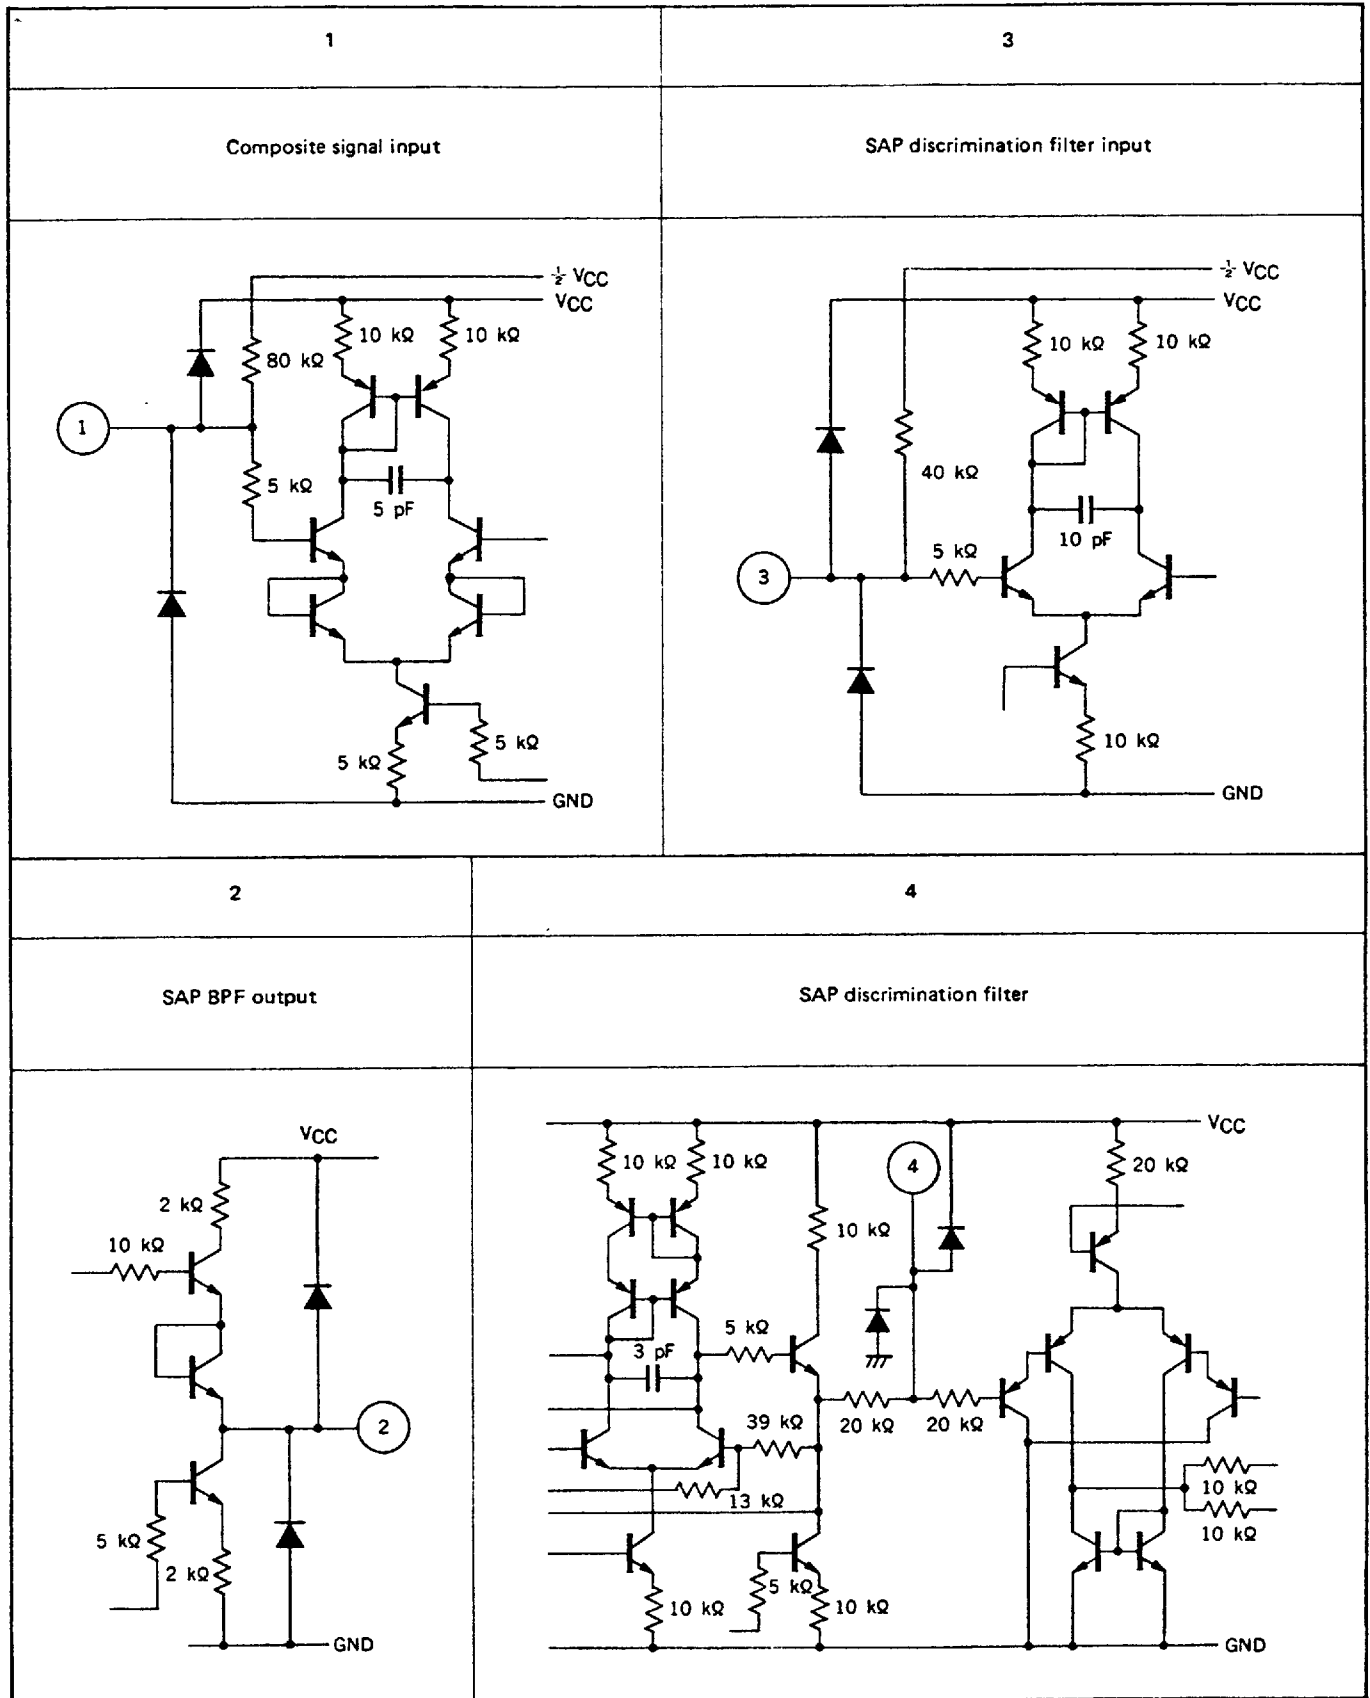 1
Composite signal input
½ VCC
VCC
10 kΩ
10 kΩ
80 kΩ
1
5 kΩ
5 pF
5 kΩ
5 kΩ
GND
3
SAP discrimination filter input
½ VCC
VCC
10 kΩ
10 kΩ
40 kΩ
10 pF
5 kΩ
3
10 kΩ
GND
2
SAP BPF output
VCC
2 kΩ
10 kΩ
2
5 kΩ
2 kΩ
GND
4
SAP discrimination filter
VCC
10 kΩ
10 kΩ
4
20 kΩ
10 kΩ
5 kΩ
3 pF
39 kΩ
20 kΩ
20 kΩ
13 kΩ
10 kΩ
10 kΩ
5 kΩ
10 kΩ
10 kΩ
GND